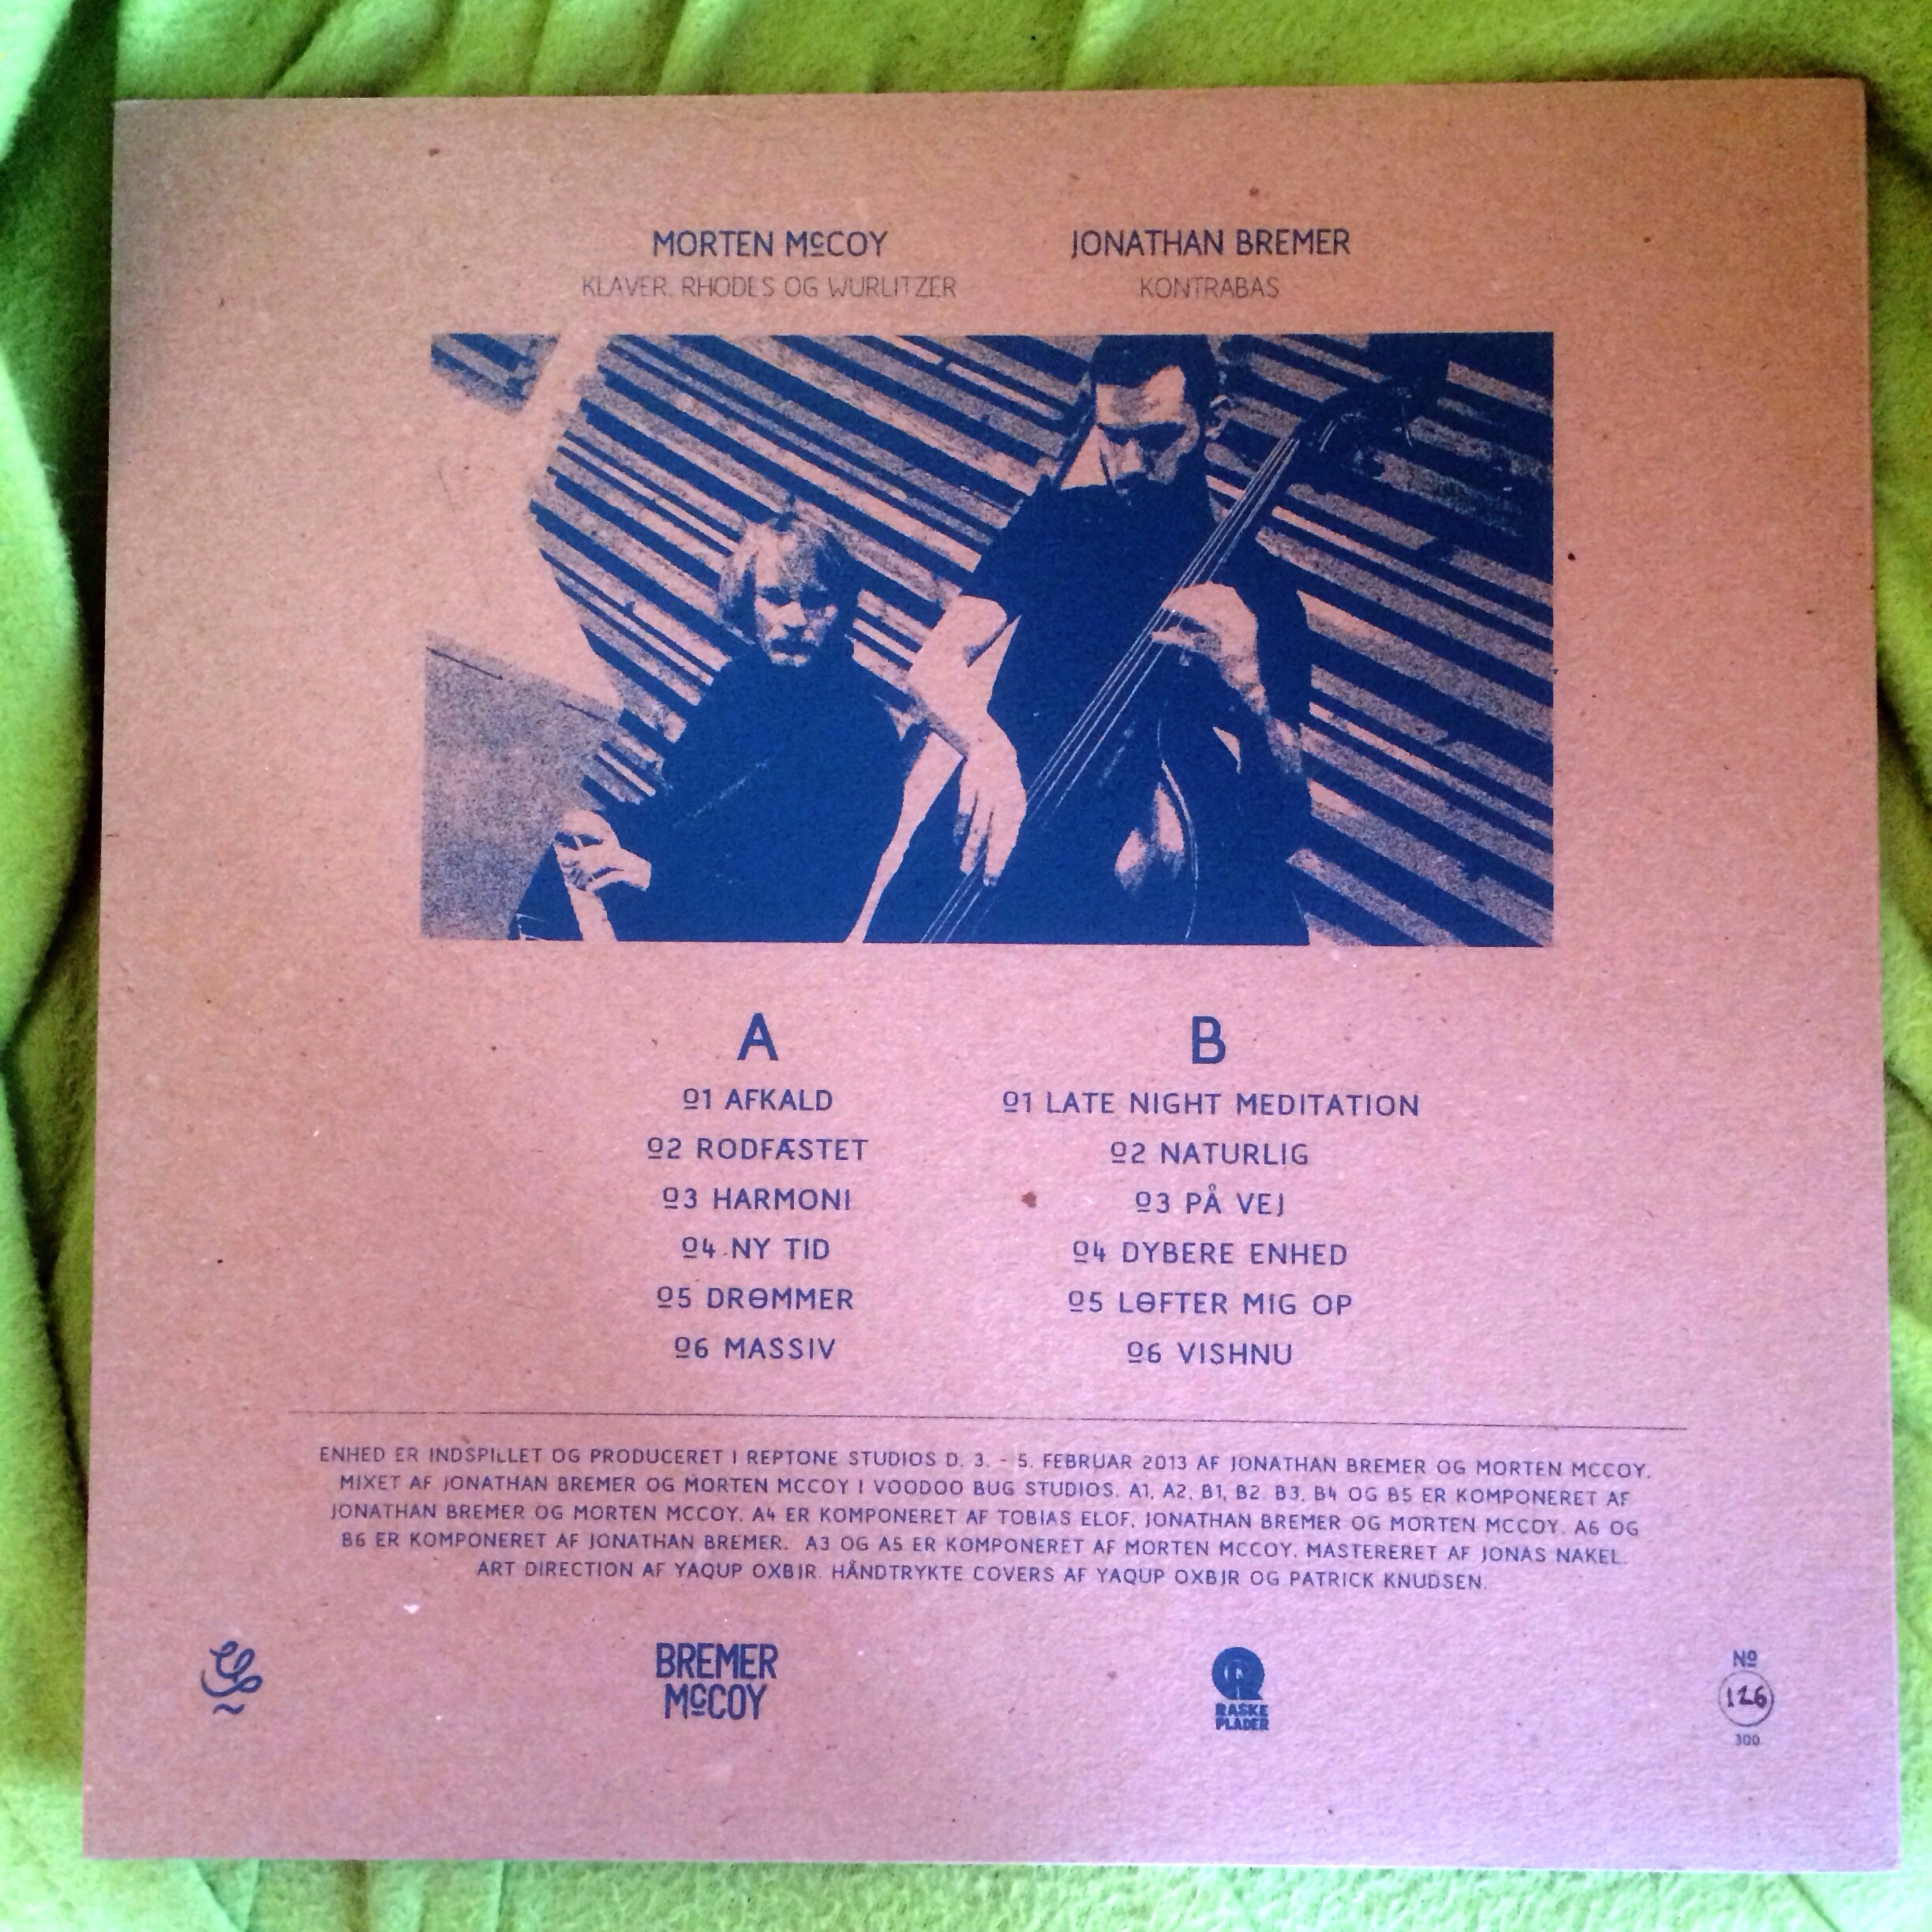 MORTEN McCOY
KLAVER, RHODES OG WURLITZER
JONATHAN BREMER
KONTRABAS
A
01 AFKALD
02 RODFÆSTET
03 HARMONI
04 NY TID
05 DRØMMER
06 MASSIV
B
01 LATE NIGHT MEDITATION
02 NATURLIG
03 PÅ VEJ
04 DYBERE ENHED
05 LØFTER MIG OP
06 VISHNU
ENHED ER INDSPILLET OG PRODUCERET I REPTONE STUDIOS D. 3. - 5. FEBRUAR 2013 AF JONATHAN BREMER OG MORTEN MCCOY.
MIXET AF JONATHAN BREMER OG MORTEN MCCOY I VOODOO BUG STUDIOS. A1, A2, B1, B2. B3, B4 OG B5 ER KOMPONERET AF
JONATHAN BREMER OG MORTEN MCCOY. A4 ER KOMPONERET AF TOBIAS ELOF, JONATHAN BREMER OG MORTEN MCCOY. A6 OG
B6 ER KOMPONERET AF JONATHAN BREMER. A3 OG A5 ER KOMPONERET AF MORTEN MCCOY. MASTERERET AF JONAS NAKEL.
ART DIRECTION AF YAQUP OXBJR. HÅNDTRYKTE COVERS AF YAQUP OXBJR OG PATRICK KNUDSEN.
BREMER
McCOY
RASKE
PLADER
Nº
126
300